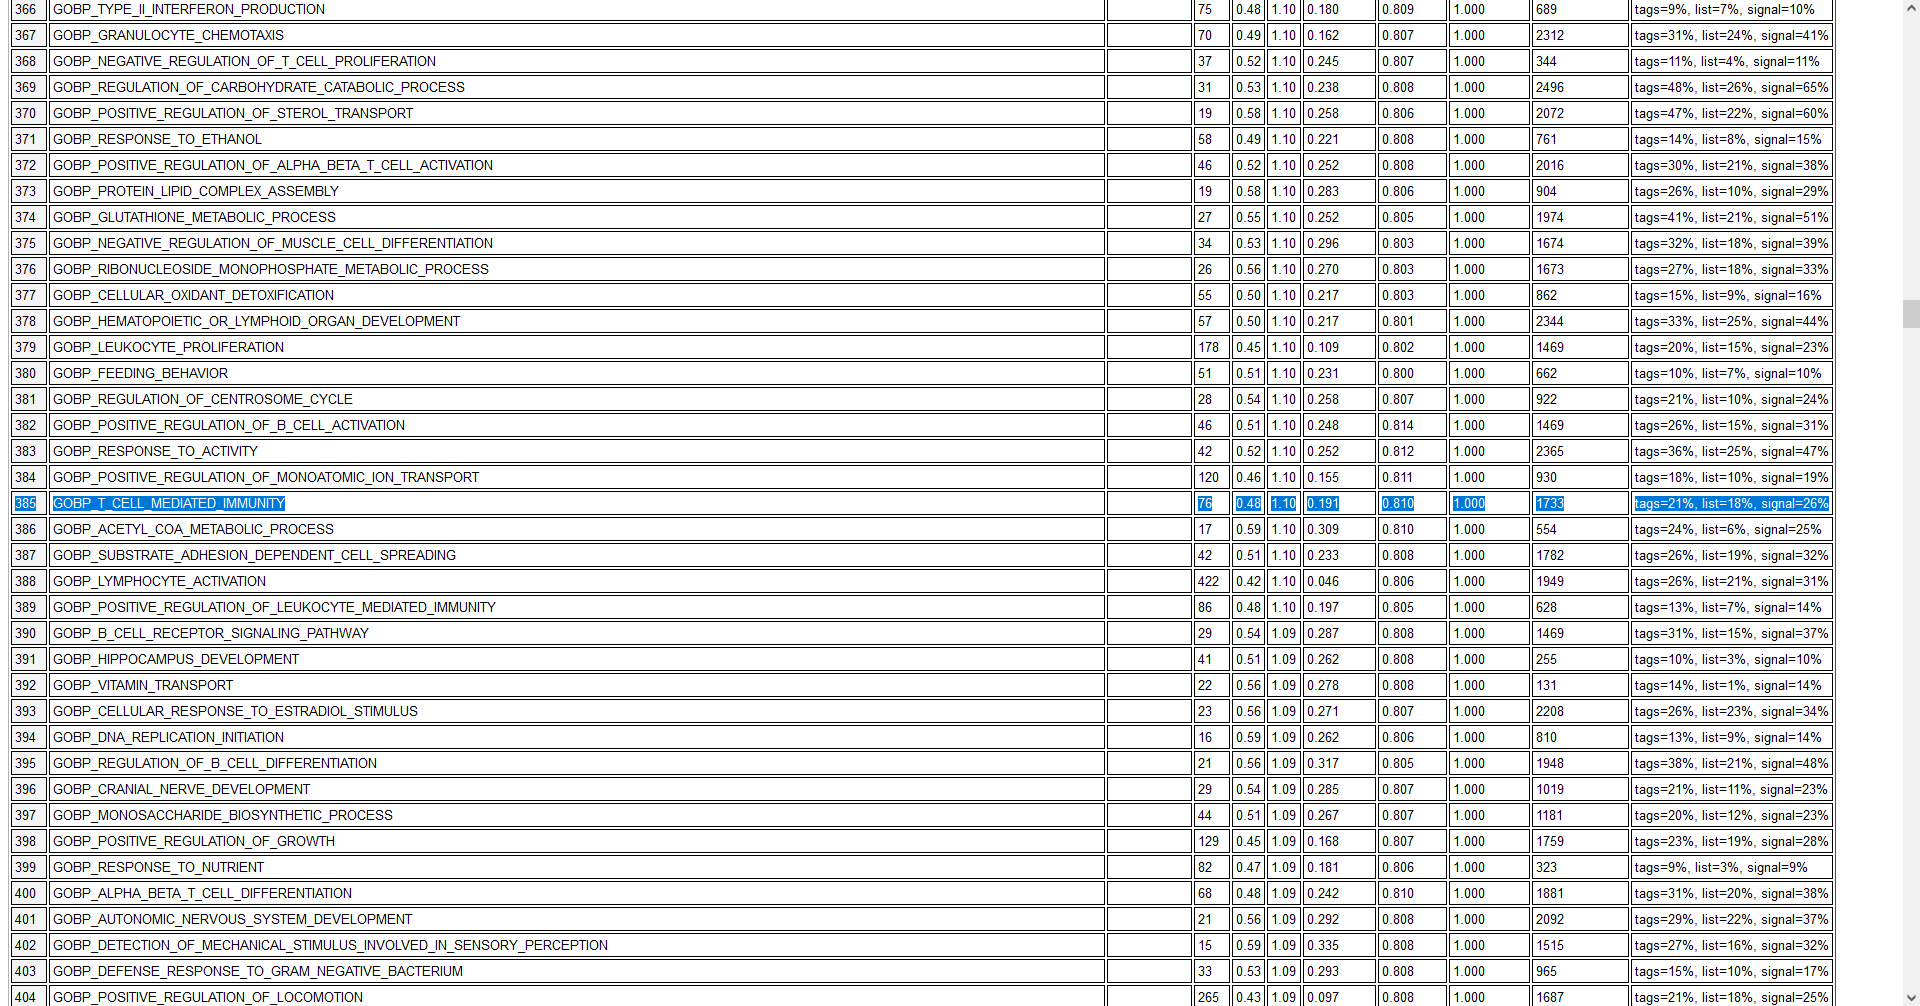 366 GOBP_TYPE_II_INTERFERON_PRODUCTION 75 0.48 1.10 0.180 0.809 1.000 689 tags=9%, list=7%, signal=10%
367 GOBP_GRANULOCYTE_CHEMOTAXIS 70 0.49 1.10 0.162 0.807 1.000 2312 tags=31%, list=24%, signal=41%
368 GOBP_NEGATIVE_REGULATION_OF_T_CELL_PROLIFERATION 37 0.52 1.10 0.245 0.807 1.000 344 tags=11%, list=4%, signal=11%
369 GOBP_REGULATION_OF_CARBOHYDRATE_CATABOLIC_PROCESS 31 0.53 1.10 0.238 0.808 1.000 2496 tags=48%, list=26%, signal=65%
370 GOBP_POSITIVE_REGULATION_OF_STEROL_TRANSPORT 19 0.58 1.10 0.258 0.806 1.000 2072 tags=47%, list=22%, signal=60%
371 GOBP_RESPONSE_TO_ETHANOL 58 0.49 1.10 0.221 0.808 1.000 761 tags=14%, list=8%, signal=15%
372 GOBP_POSITIVE_REGULATION_OF_ALPHA_BETA_T_CELL_ACTIVATION 46 0.52 1.10 0.252 0.808 1.000 2016 tags=30%, list=21%, signal=38%
373 GOBP_PROTEIN_LIPID_COMPLEX_ASSEMBLY 19 0.58 1.10 0.283 0.806 1.000 904 tags=26%, list=10%, signal=29%
374 GOBP_GLUTATHIONE_METABOLIC_PROCESS 27 0.55 1.10 0.252 0.805 1.000 1974 tags=41%, list=21%, signal=51%
375 GOBP_NEGATIVE_REGULATION_OF_MUSCLE_CELL_DIFFERENTIATION 34 0.53 1.10 0.296 0.803 1.000 1674 tags=32%, list=18%, signal=39%
376 GOBP_RIBONUCLEOSIDE_MONOPHOSPHATE_METABOLIC_PROCESS 26 0.56 1.10 0.270 0.803 1.000 1673 tags=27%, list=18%, signal=33%
377 GOBP_CELLULAR_OXIDANT_DETOXIFICATION 55 0.50 1.10 0.217 0.803 1.000 862 tags=15%, list=9%, signal=16%
378 GOBP_HEMATOPOIETIC_OR_LYMPHOID_ORGAN_DEVELOPMENT 57 0.50 1.10 0.217 0.801 1.000 2344 tags=33%, list=25%, signal=44%
379 GOBP_LEUKOCYTE_PROLIFERATION 178 0.45 1.10 0.109 0.802 1.000 1469 tags=20%, list=15%, signal=23%
380 GOBP_FEEDING_BEHAVIOR 51 0.51 1.10 0.231 0.800 1.000 662 tags=10%, list=7%, signal=10%
381 GOBP_REGULATION_OF_CENTROSOME_CYCLE 28 0.54 1.10 0.258 0.807 1.000 922 tags=21%, list=10%, signal=24%
382 GOBP_POSITIVE_REGULATION_OF_B_CELL_ACTIVATION 46 0.51 1.10 0.248 0.814 1.000 1469 tags=26%, list=15%, signal=31%
383 GOBP_RESPONSE_TO_ACTIVITY 42 0.52 1.10 0.252 0.812 1.000 2365 tags=36%, list=25%, signal=47%
384 GOBP_POSITIVE_REGULATION_OF_MONOATOMIC_ION_TRANSPORT 120 0.46 1.10 0.155 0.811 1.000 930 tags=18%, list=10%, signal=19%
385 GOBP_T_CELL_MEDIATED_IMMUNITY 76 0.48 1.10 0.191 0.810 1.000 1733 tags=21%, list=18%, signal=26%
386 GOBP_ACETYL_COA_METABOLIC_PROCESS 17 0.59 1.10 0.309 0.810 1.000 554 tags=24%, list=6%, signal=25%
387 GOBP_SUBSTRATE_ADHESION_DEPENDENT_CELL_SPREADING 42 0.51 1.10 0.233 0.808 1.000 1782 tags=26%, list=19%, signal=32%
388 GOBP_LYMPHOCYTE_ACTIVATION 422 0.42 1.10 0.046 0.806 1.000 1949 tags=26%, list=21%, signal=31%
389 GOBP_POSITIVE_REGULATION_OF_LEUKOCYTE_MEDIATED_IMMUNITY 86 0.48 1.10 0.197 0.805 1.000 628 tags=13%, list=7%, signal=14%
390 GOBP_B_CELL_RECEPTOR_SIGNALING_PATHWAY 29 0.54 1.09 0.287 0.808 1.000 1469 tags=31%, list=15%, signal=37%
391 GOBP_HIPPOCAMPUS_DEVELOPMENT 41 0.51 1.09 0.262 0.808 1.000 255 tags=10%, list=3%, signal=10%
392 GOBP_VITAMIN_TRANSPORT 22 0.56 1.09 0.278 0.808 1.000 131 tags=14%, list=1%, signal=14%
393 GOBP_CELLULAR_RESPONSE_TO_ESTRADIOL_STIMULUS 23 0.56 1.09 0.271 0.807 1.000 2208 tags=26%, list=23%, signal=34%
394 GOBP_DNA_REPLICATION_INITIATION 16 0.59 1.09 0.262 0.806 1.000 810 tags=13%, list=9%, signal=14%
395 GOBP_REGULATION_OF_B_CELL_DIFFERENTIATION 21 0.56 1.09 0.317 0.805 1.000 1948 tags=38%, list=21%, signal=48%
396 GOBP_CRANIAL_NERVE_DEVELOPMENT 29 0.54 1.09 0.285 0.807 1.000 1019 tags=21%, list=11%, signal=23%
397 GOBP_MONOSACCHARIDE_BIOSYNTHETIC_PROCESS 44 0.51 1.09 0.267 0.807 1.000 1181 tags=20%, list=12%, signal=23%
398 GOBP_POSITIVE_REGULATION_OF_GROWTH 129 0.45 1.09 0.168 0.807 1.000 1759 tags=23%, list=19%, signal=28%
399 GOBP_RESPONSE_TO_NUTRIENT 82 0.47 1.09 0.181 0.806 1.000 323 tags=9%, list=3%, signal=9%
400 GOBP_ALPHA_BETA_T_CELL_DIFFERENTIATION 68 0.48 1.09 0.242 0.810 1.000 1881 tags=31%, list=20%, signal=38%
401 GOBP_AUTONOMIC_NERVOUS_SYSTEM_DEVELOPMENT 21 0.56 1.09 0.292 0.808 1.000 2092 tags=29%, list=22%, signal=37%
402 GOBP_DETECTION_OF_MECHANICAL_STIMULUS_INVOLVED_IN_SENSORY_PERCEPTION 15 0.59 1.09 0.335 0.808 1.000 1515 tags=27%, list=16%, signal=32%
403 GOBP_DEFENSE_RESPONSE_TO_GRAM_NEGATIVE_BACTERIUM 33 0.53 1.09 0.293 0.808 1.000 965 tags=15%, list=10%, signal=17%
404 GOBP_POSITIVE_REGULATION_OF_LOCOMOTION 265 0.43 1.09 0.097 0.808 1.000 1687 tags=21%, list=18%, signal=25%